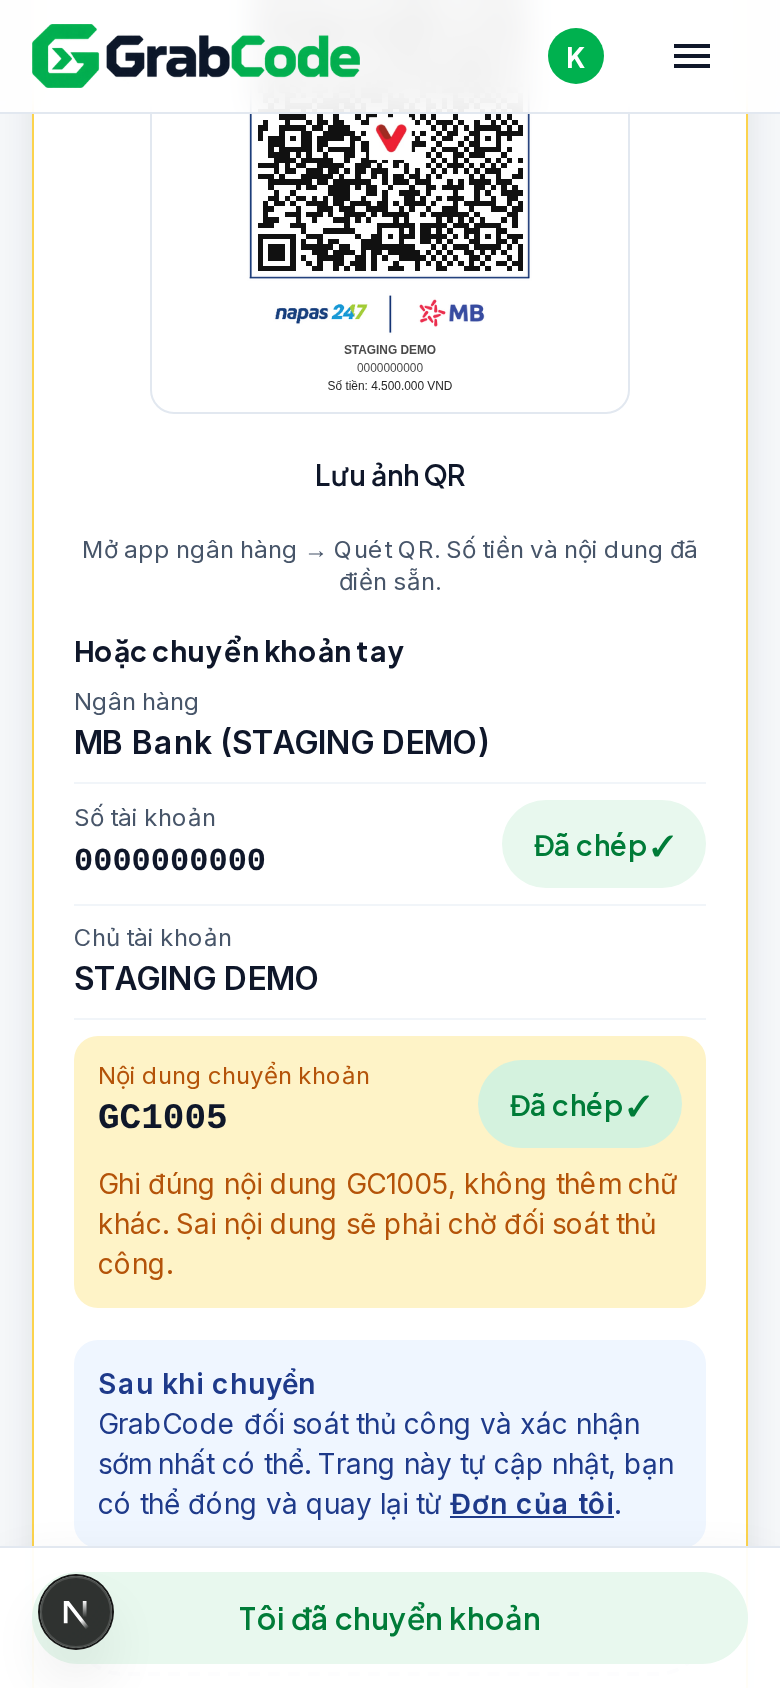 GrabCode
K
napas 247
MB
STAGING DEMO
0000000000
Số tiền: 4.500.000 VND
Lưu ảnh QR
Mở app ngân hàng → Quét QR. Số tiền và nội dung đã
điền sẵn.
Hoặc chuyển khoản tay
Ngân hàng
MB Bank (STAGING DEMO)
Số tài khoản
0000000000
Đã chép ✓
Chủ tài khoản
STAGING DEMO
Nội dung chuyển khoản
GC1005
Đã chép ✓
Ghi đúng nội dung GC1005, không thêm chữ
khác. Sai nội dung sẽ phải chờ đối soát thủ
công.
Sau khi chuyển
GrabCode đối soát thủ công và xác nhận
sớm nhất có thể. Trang này tự cập nhật, bạn
có thể đóng và quay lại từ Đơn của tôi.
N
Tôi đã chuyển khoản